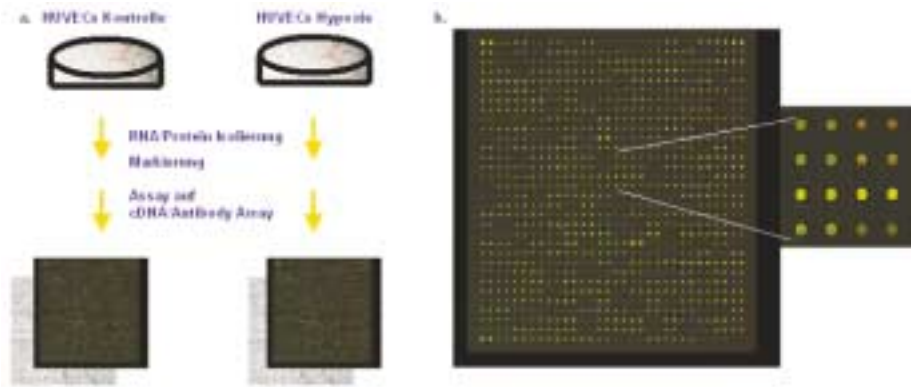 a. HUVECs Kontrolle
HUVECs Hypoxie
b.
RNA/Protein Isolierung
Markierung
Assay auf
cDNA/Antibody Array